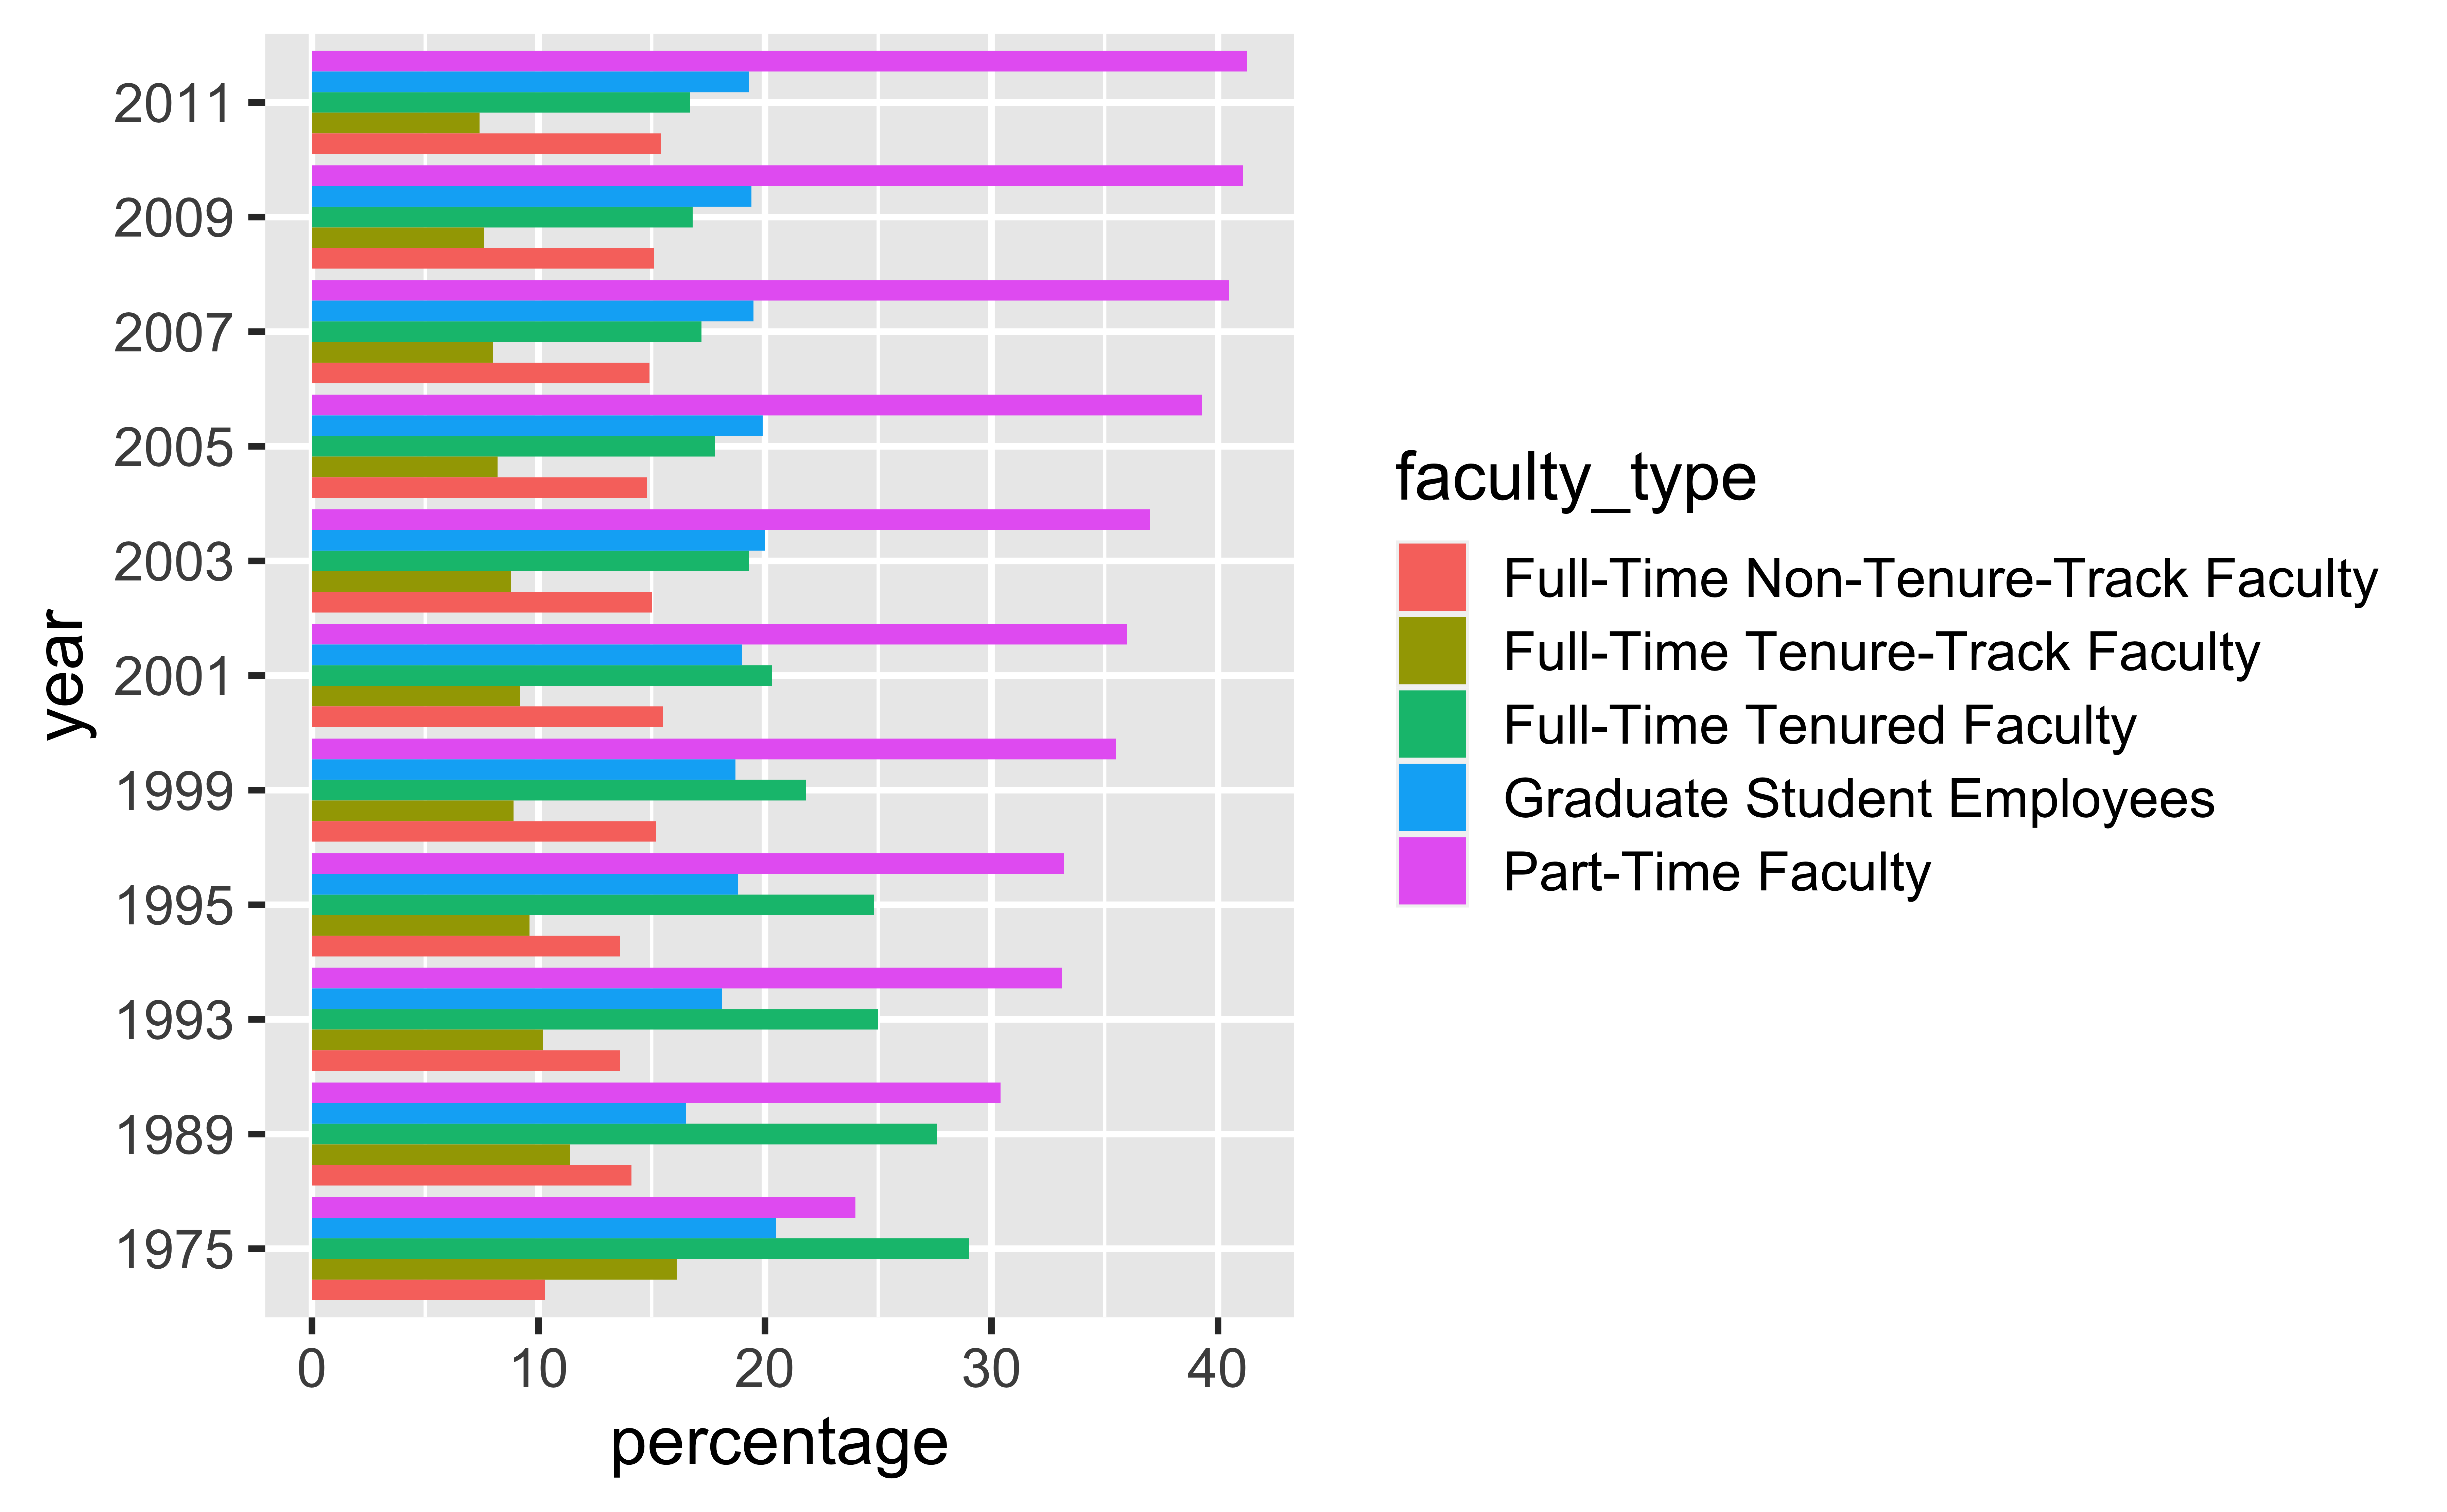 2011
2009
2007
2005
2003
2001
1999
1995
1993
1989
1975
year
0 10 20 30 40
percentage
faculty_type
Full-Time Non-Tenure-Track Faculty
Full-Time Tenure-Track Faculty
Full-Time Tenured Faculty
Graduate Student Employees
Part-Time Faculty